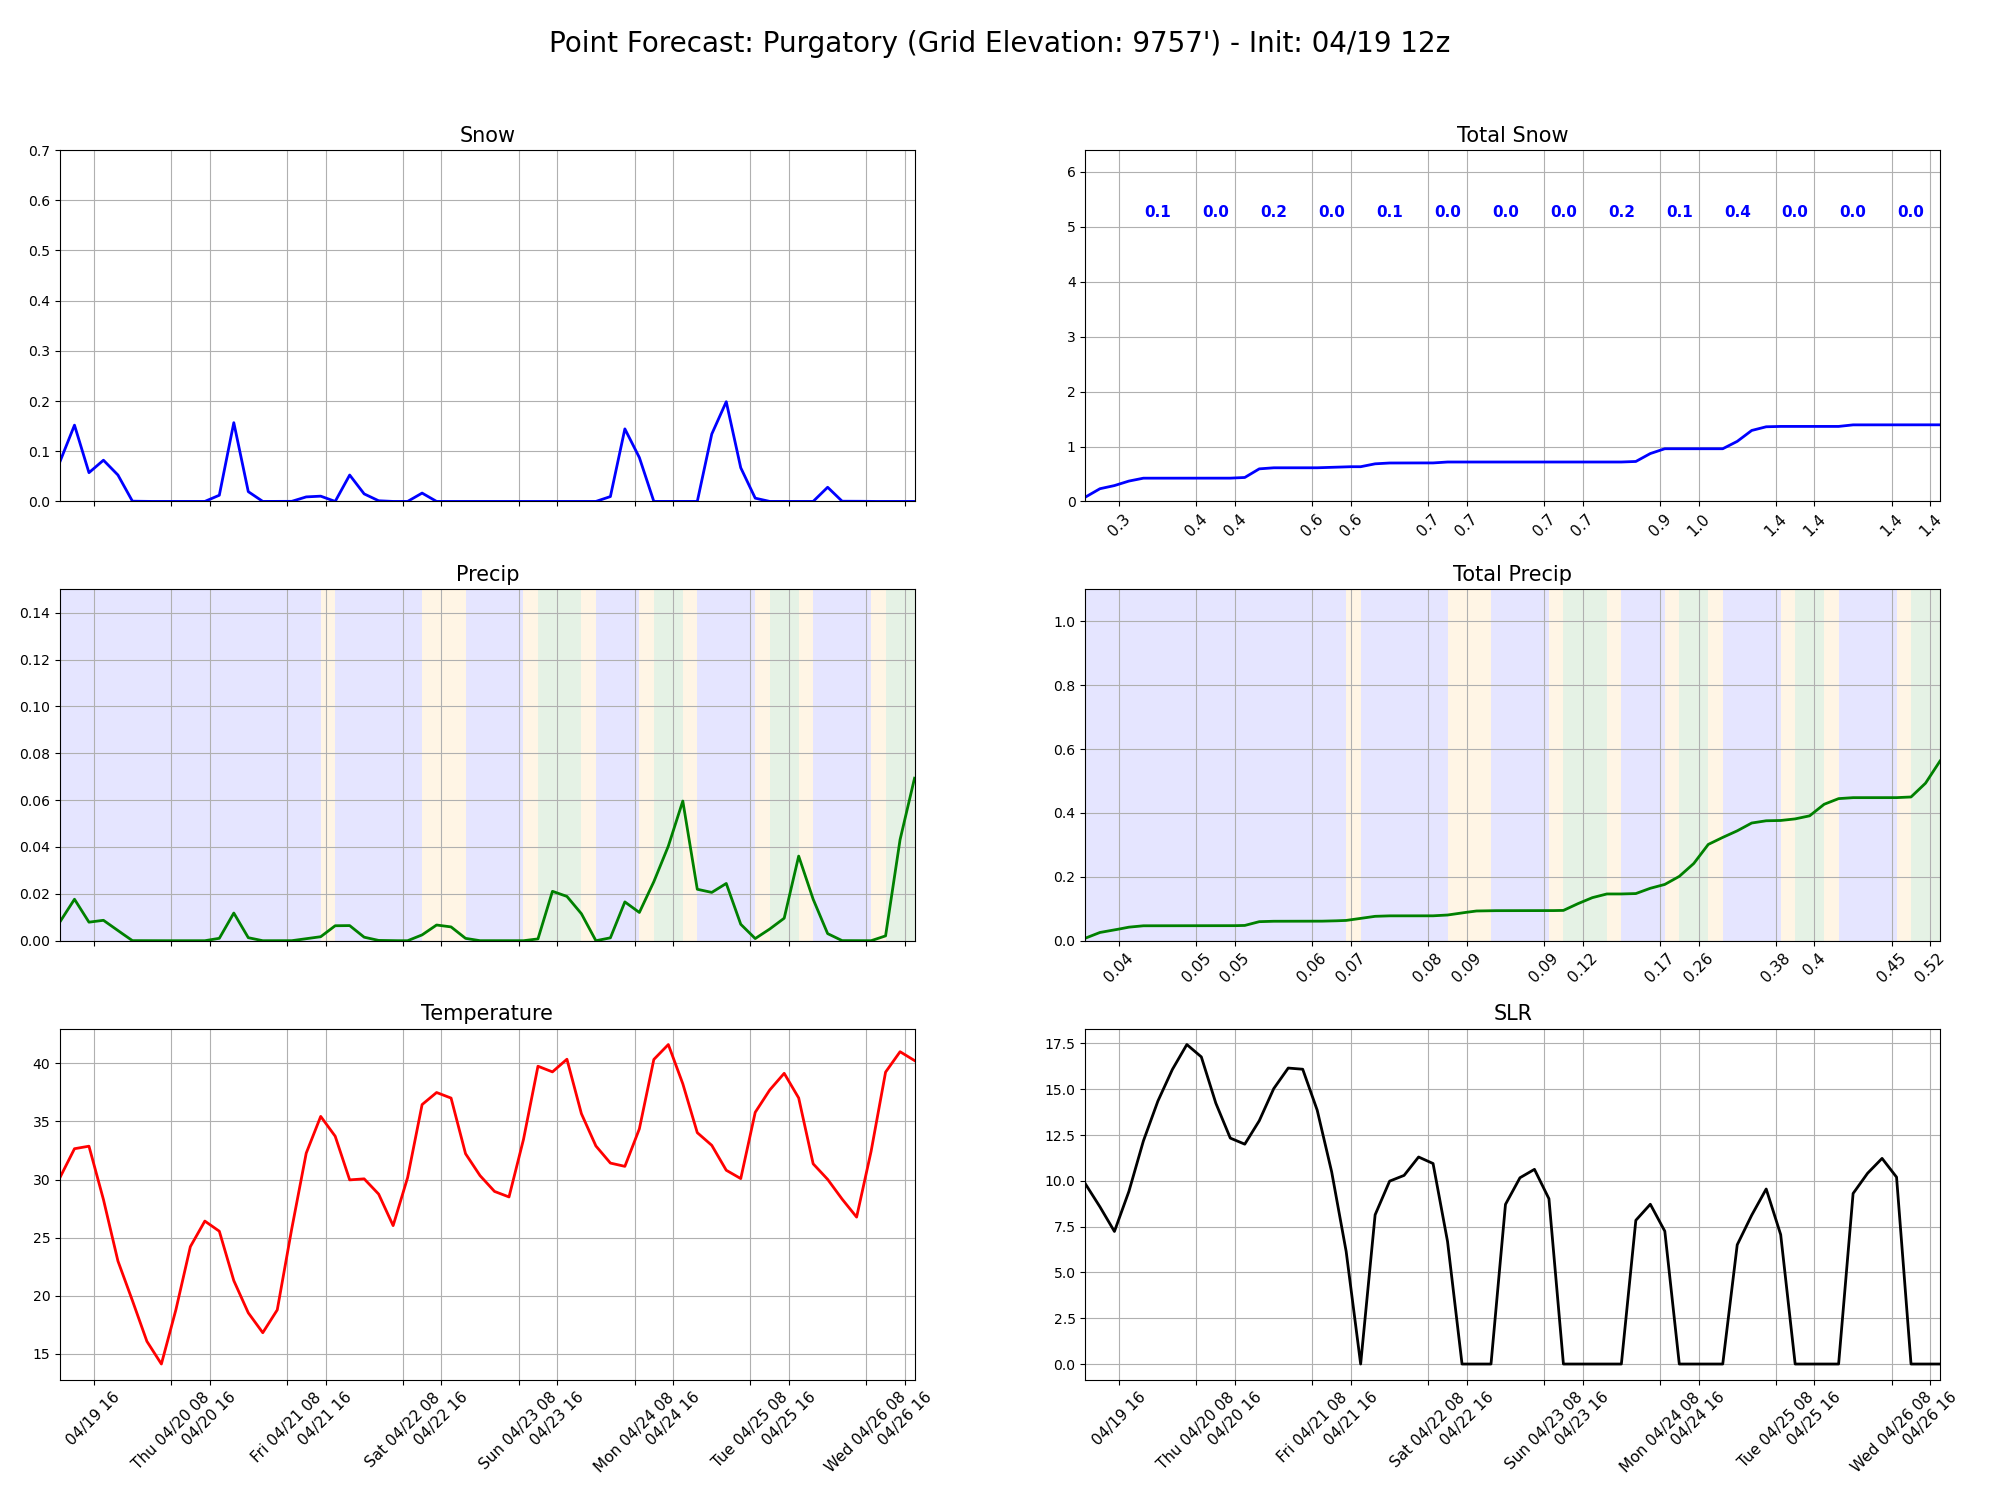 Point Forecast: Purgatory (Grid Elevation: 9757') - Init: 04/19 12z
Snow
0.7
0.6
0.5
0.4
0.3
0.2
0.1
0.0
Total Snow
6
5
4
3
2
1
0
0.1 0.0 0.2 0.0 0.1 0.0 0.0 0.0 0.2 0.1 0.4 0.0 0.0 0.0
0.3 0.4 0.4 0.6 0.6 0.7 0.7 0.7 0.7 0.9 1.0 1.4 1.4 1.4 1.4
Precip
0.14
0.12
0.10
0.08
0.06
0.04
0.02
0.00
Total Precip
1.0
0.8
0.6
0.4
0.2
0.0
0.04 0.05 0.05 0.06 0.07 0.08 0.09 0.09 0.12 0.17 0.26 0.38 0.4 0.45 0.52
Temperature
40
35
30
25
20
15
04/19 16
Thu 04/20 08
04/20 16
Fri 04/21 08
04/21 16
Sat 04/22 08
04/22 16
Sun 04/23 08
04/23 16
Mon 04/24 08
04/24 16
Tue 04/25 08
04/25 16
Wed 04/26 08
04/26 16
SLR
17.5
15.0
12.5
10.0
7.5
5.0
2.5
0.0
04/19 16
Thu 04/20 08
04/20 16
Fri 04/21 08
04/21 16
Sat 04/22 08
04/22 16
Sun 04/23 08
04/23 16
Mon 04/24 08
04/24 16
Tue 04/25 08
04/25 16
Wed 04/26 08
04/26 16